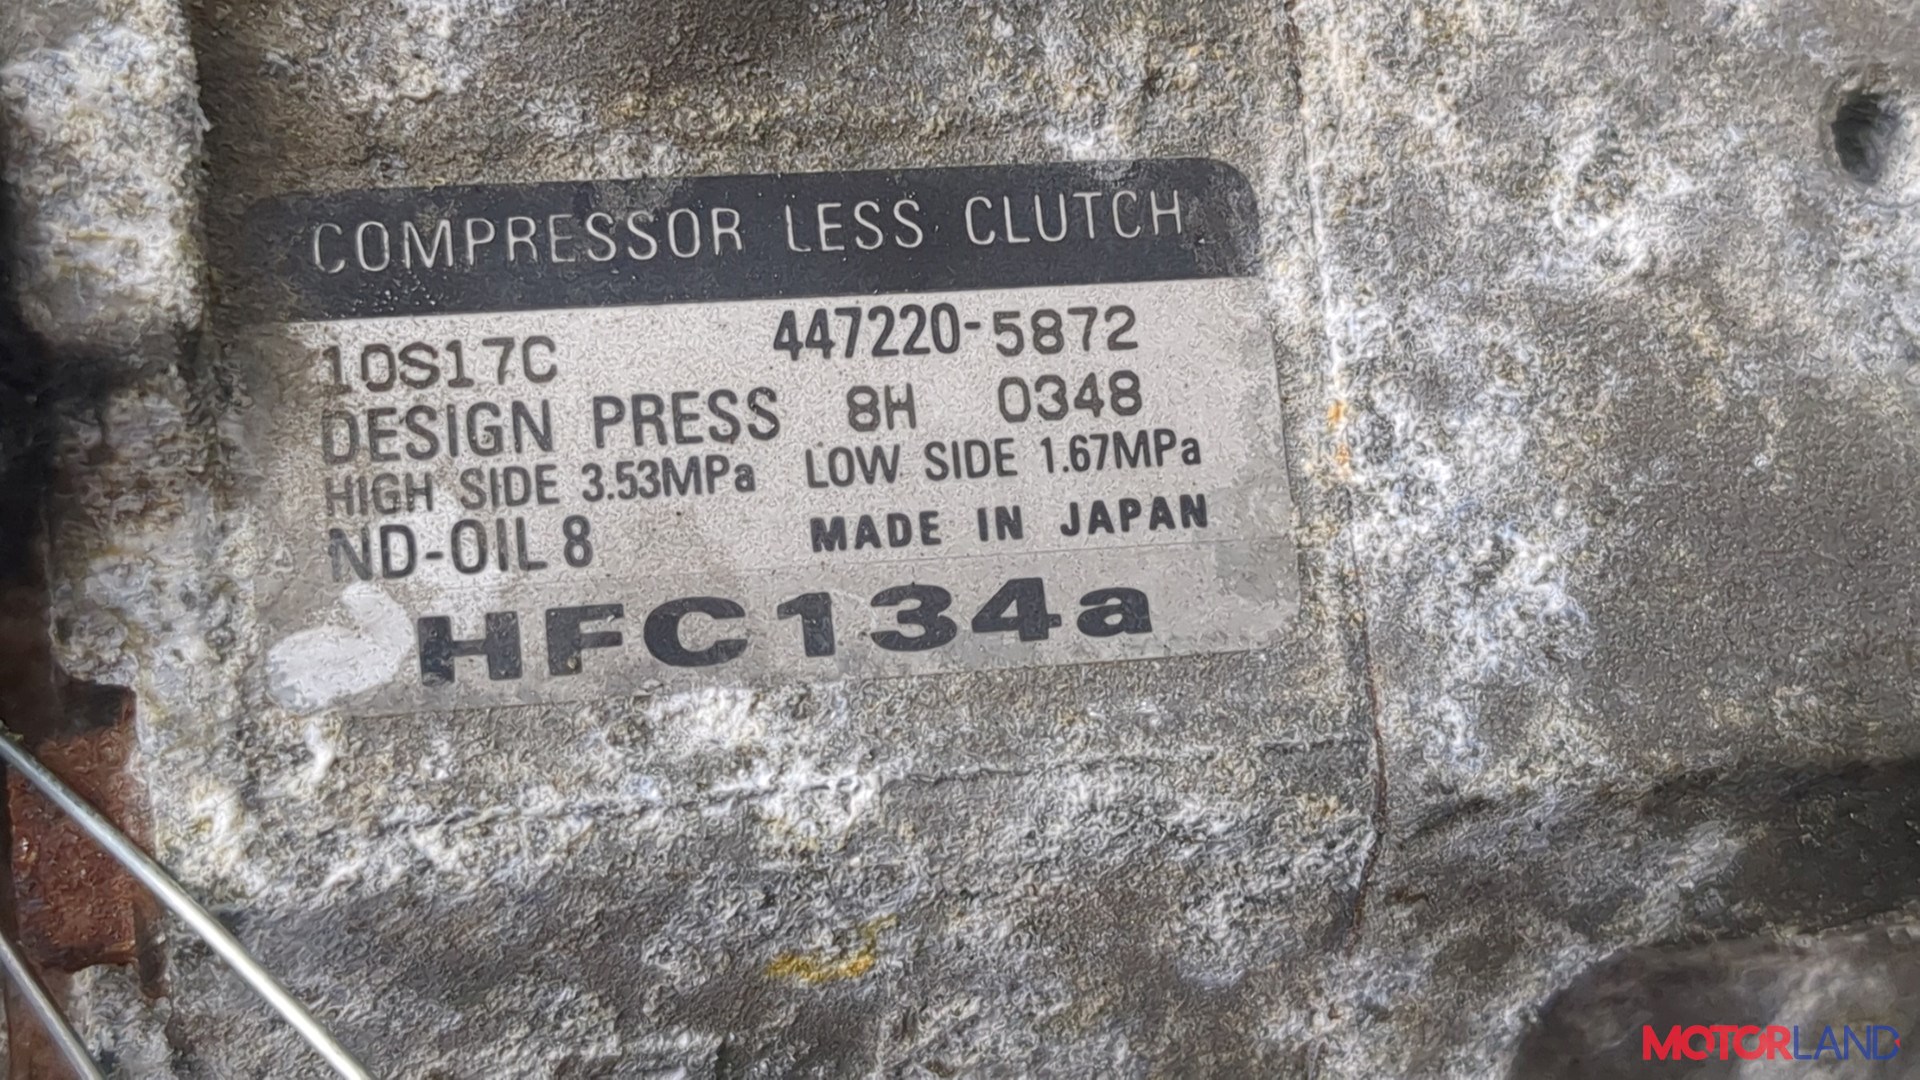 COMPRESSOR LESS CLUTCH
10S17C 447220-5872
DESIGN PRESS 8H 0348
HIGH SIDE 3.53MPa LOW SIDE 1.67MPa
ND-OIL 8 MADE IN JAPAN
HFC134a
MOTORLAND